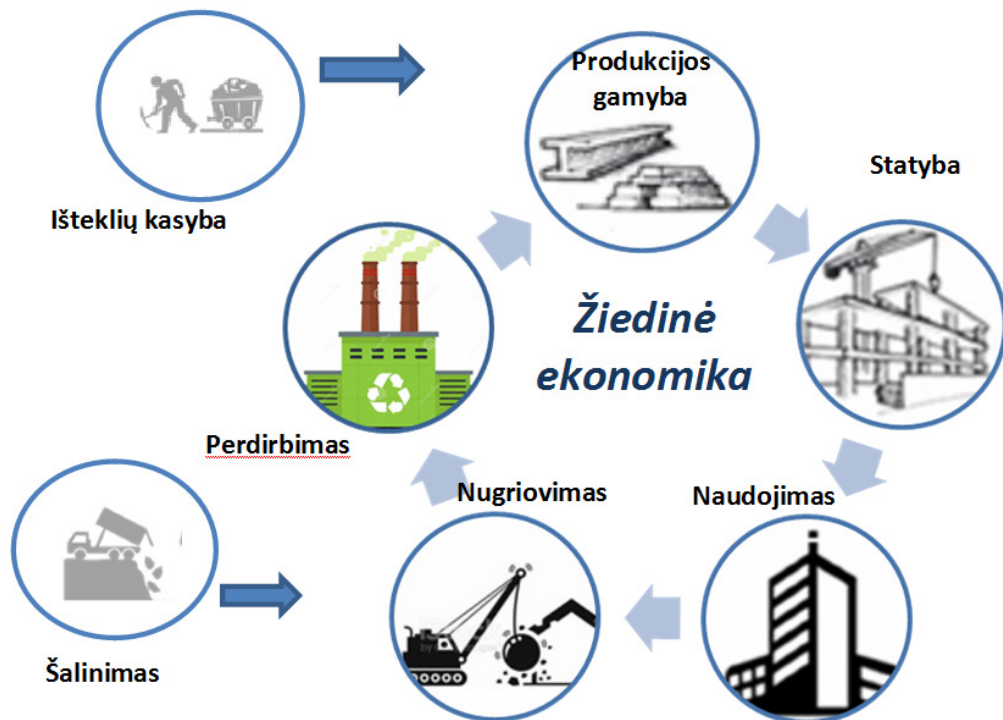 Produkcijos
gamyba
Statyba
Išteklių kasyba
Žiedinė
ekonomika
Perdirbimas
Nugriovimas
Naudojimas
Šalinimas